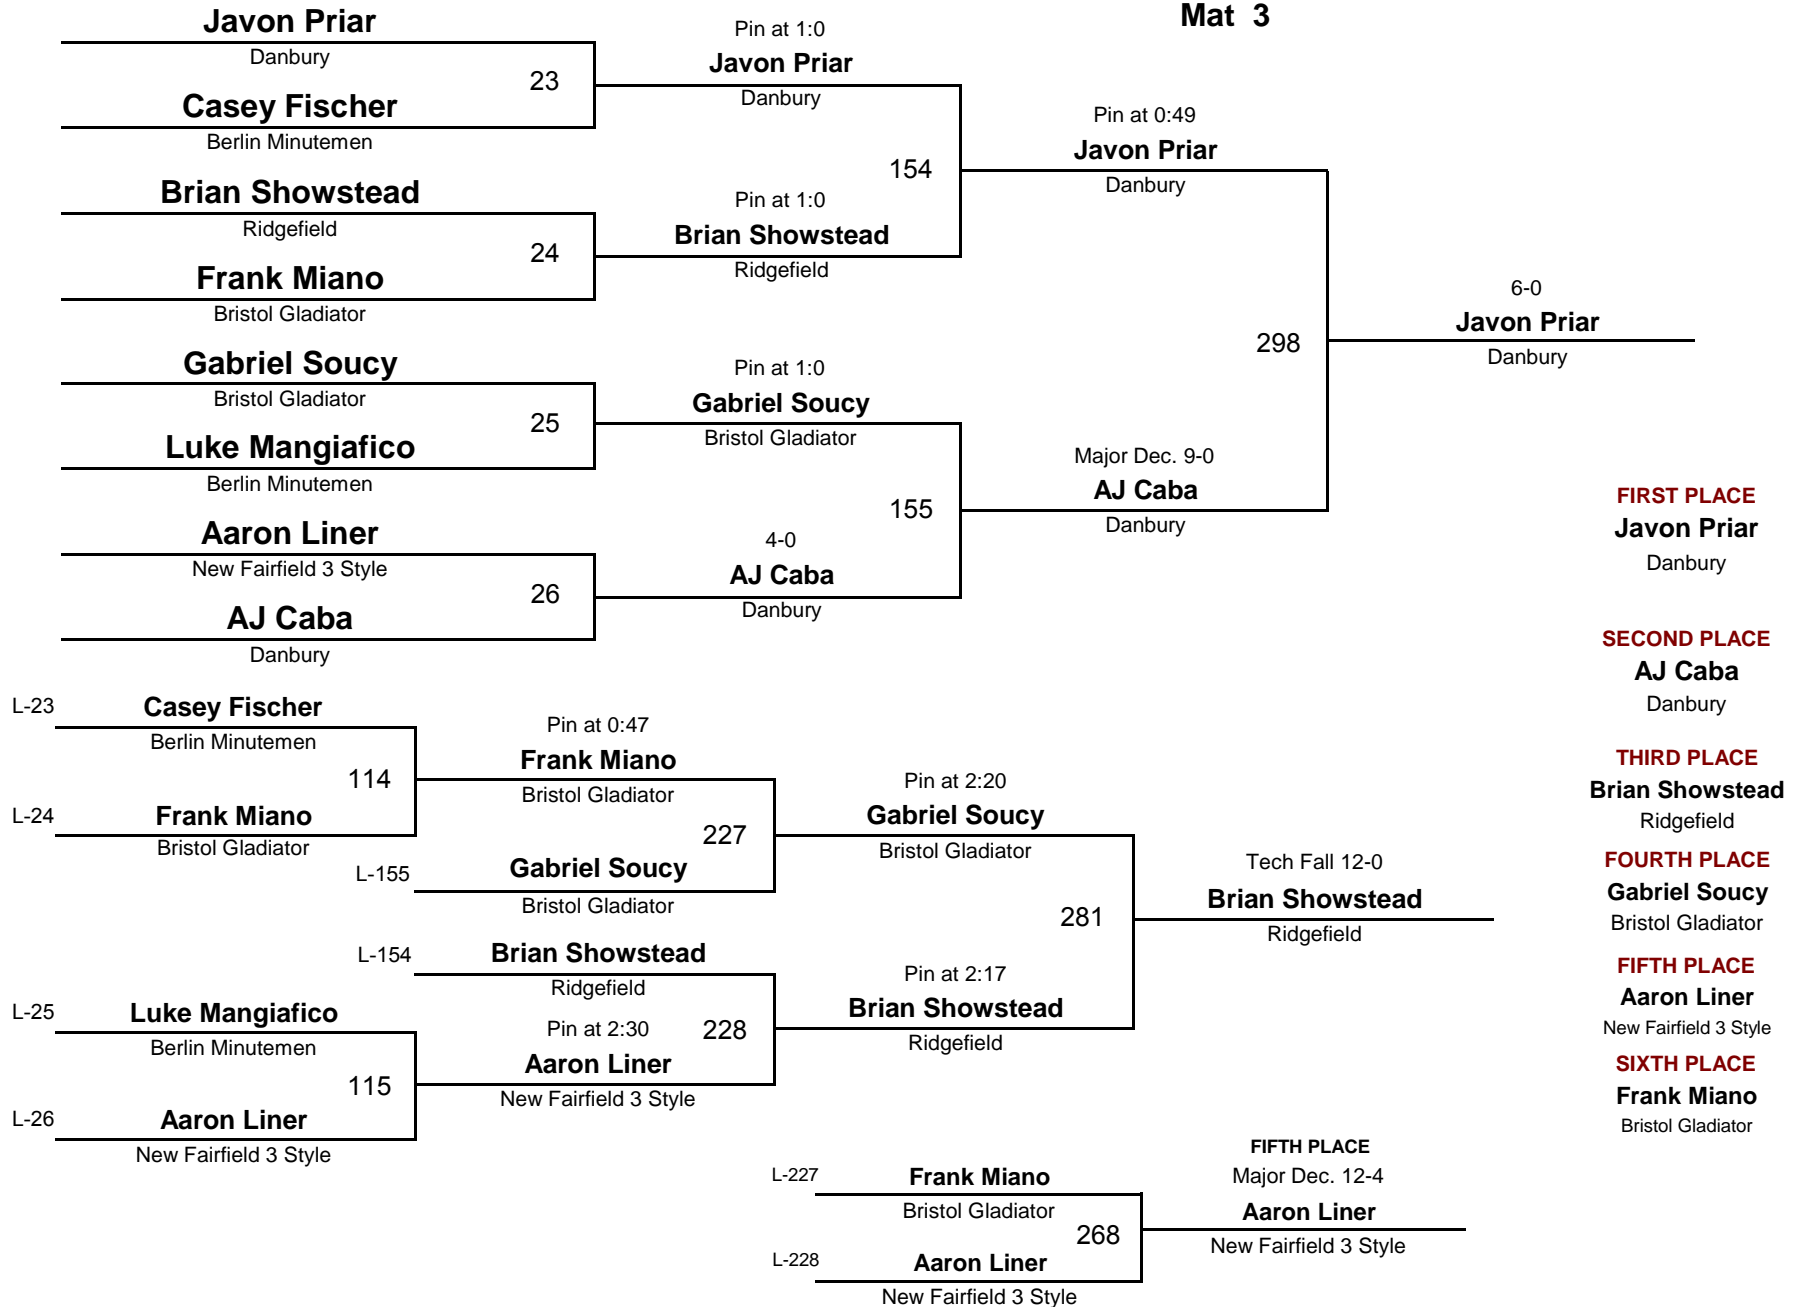 Mat 3
Javon Priar
Danbury
23
Casey Fischer
Berlin Minutemen
Brian Showstead
Ridgefield
24
Frank Miano
Bristol Gladiator
Gabriel Soucy
Bristol Gladiator
25
Luke Mangiafico
Berlin Minutemen
Aaron Liner
New Fairfield 3 Style
26
AJ Caba
Danbury
Pin at 1:0
Javon Priar
Danbury
154
Pin at 1:0
Brian Showstead
Ridgefield
Pin at 1:0
Gabriel Soucy
Bristol Gladiator
155
4-0
AJ Caba
Danbury
Pin at 0:49
Javon Priar
Danbury
298
Major Dec. 9-0
AJ Caba
Danbury
6-0
Javon Priar
Danbury
L-23
Casey Fischer
Berlin Minutemen
114
L-24
Frank Miano
Bristol Gladiator
L-25
Luke Mangiafico
Berlin Minutemen
115
L-26
Aaron Liner
New Fairfield 3 Style
Pin at 0:47
Frank Miano
Bristol Gladiator
227
L-155
Gabriel Soucy
Bristol Gladiator
L-154
Brian Showstead
Ridgefield
228
Pin at 2:30
Aaron Liner
New Fairfield 3 Style
Pin at 2:20
Gabriel Soucy
Bristol Gladiator
281
Pin at 2:17
Brian Showstead
Ridgefield
Tech Fall 12-0
Brian Showstead
Ridgefield
L-227
Frank Miano
Bristol Gladiator
268
L-228
Aaron Liner
New Fairfield 3 Style
FIFTH PLACE
Major Dec. 12-4
Aaron Liner
New Fairfield 3 Style
FIRST PLACE
Javon Priar
Danbury
SECOND PLACE
AJ Caba
Danbury
THIRD PLACE
Brian Showstead
Ridgefield
FOURTH PLACE
Gabriel Soucy
Bristol Gladiator
FIFTH PLACE
Aaron Liner
New Fairfield 3 Style
SIXTH PLACE
Frank Miano
Bristol Gladiator